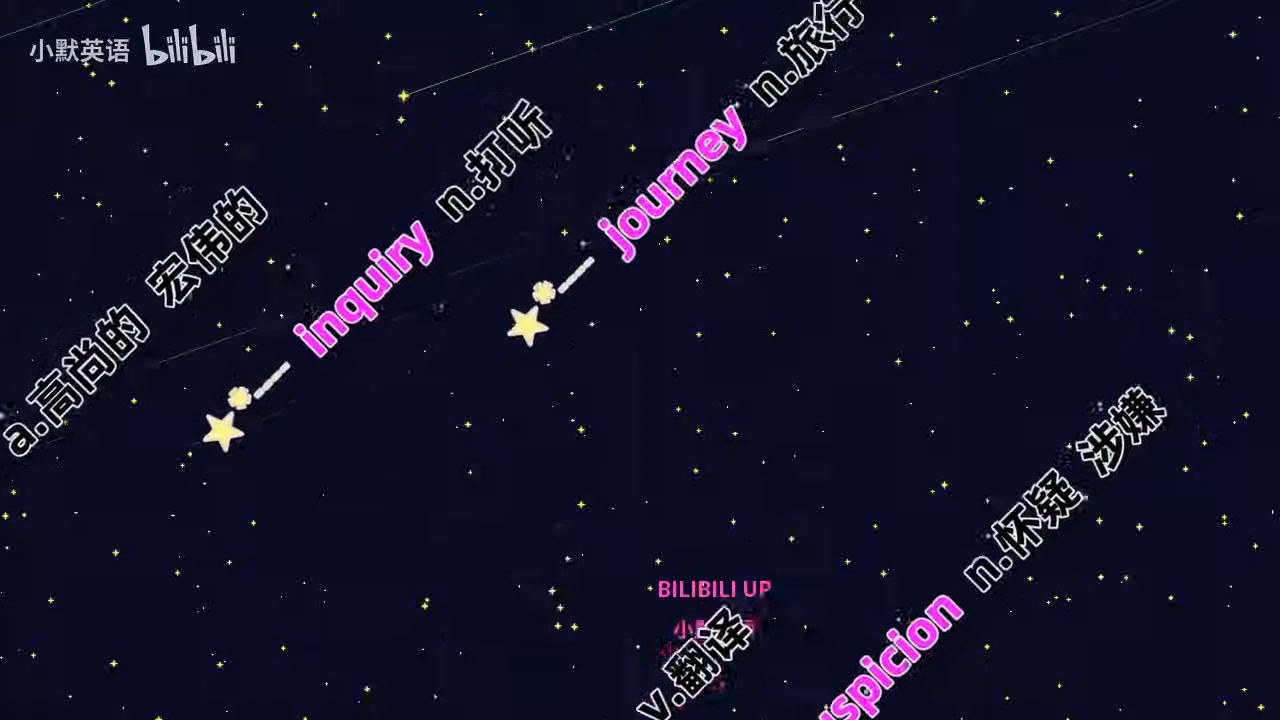 小默英语 bilibili
a.高尚的 宏伟的
inquiry n.打听
journey n.旅行
BILIBILI UP
v.翻译
spicion n.怀疑 涉嫌